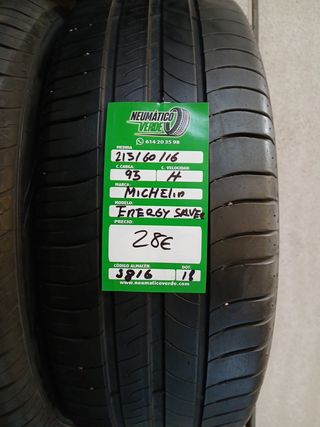 NEUMÁTICO
VERDE
614 20 35 98
MEDIDA
215/60/16
C. CARGA: C. VELOCIDAD
93 H
MARCA:
MICHELIN
MODELO:
ENERGY SAVER
PRECIO:
28€
CÓDIGO ALMACÉN: DOT:
3816 18
www.neumaticoverde.com